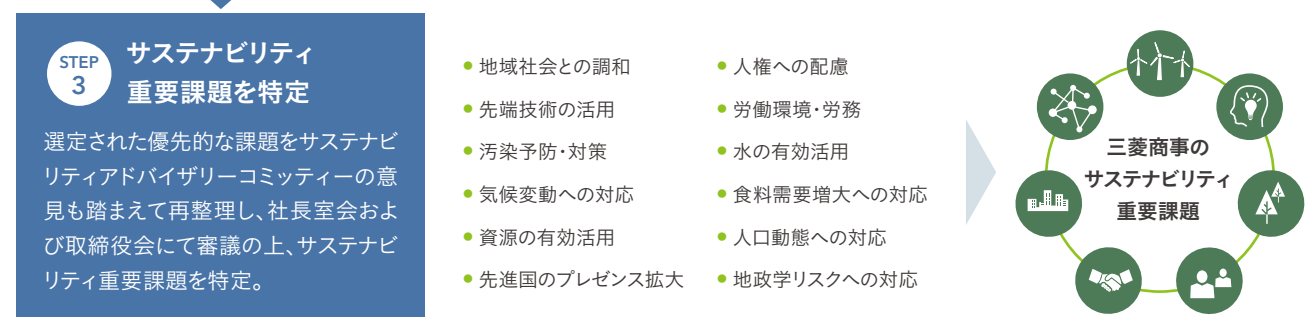 STEP
3
サステナビリティ
重要課題を特定
選定された優先的な課題をサステナビ
リティアドバイザリーコミッティーの意
見も踏まえて再整理し、社長室会およ
び取締役会にて審議の上、サステナビ
リティ重要課題を特定。
● 地域社会との調和
● 先端技術の活用
● 汚染予防・対策
● 気候変動への対応
● 資源の有効活用
● 先進国のプレゼンス拡大
● 人権への配慮
● 労働環境・労務
● 水の有効活用
● 食料需要増大への対応
● 人口動態への対応
● 地政学リスクへの対応
三菱商事の
サステナビリティ
重要課題